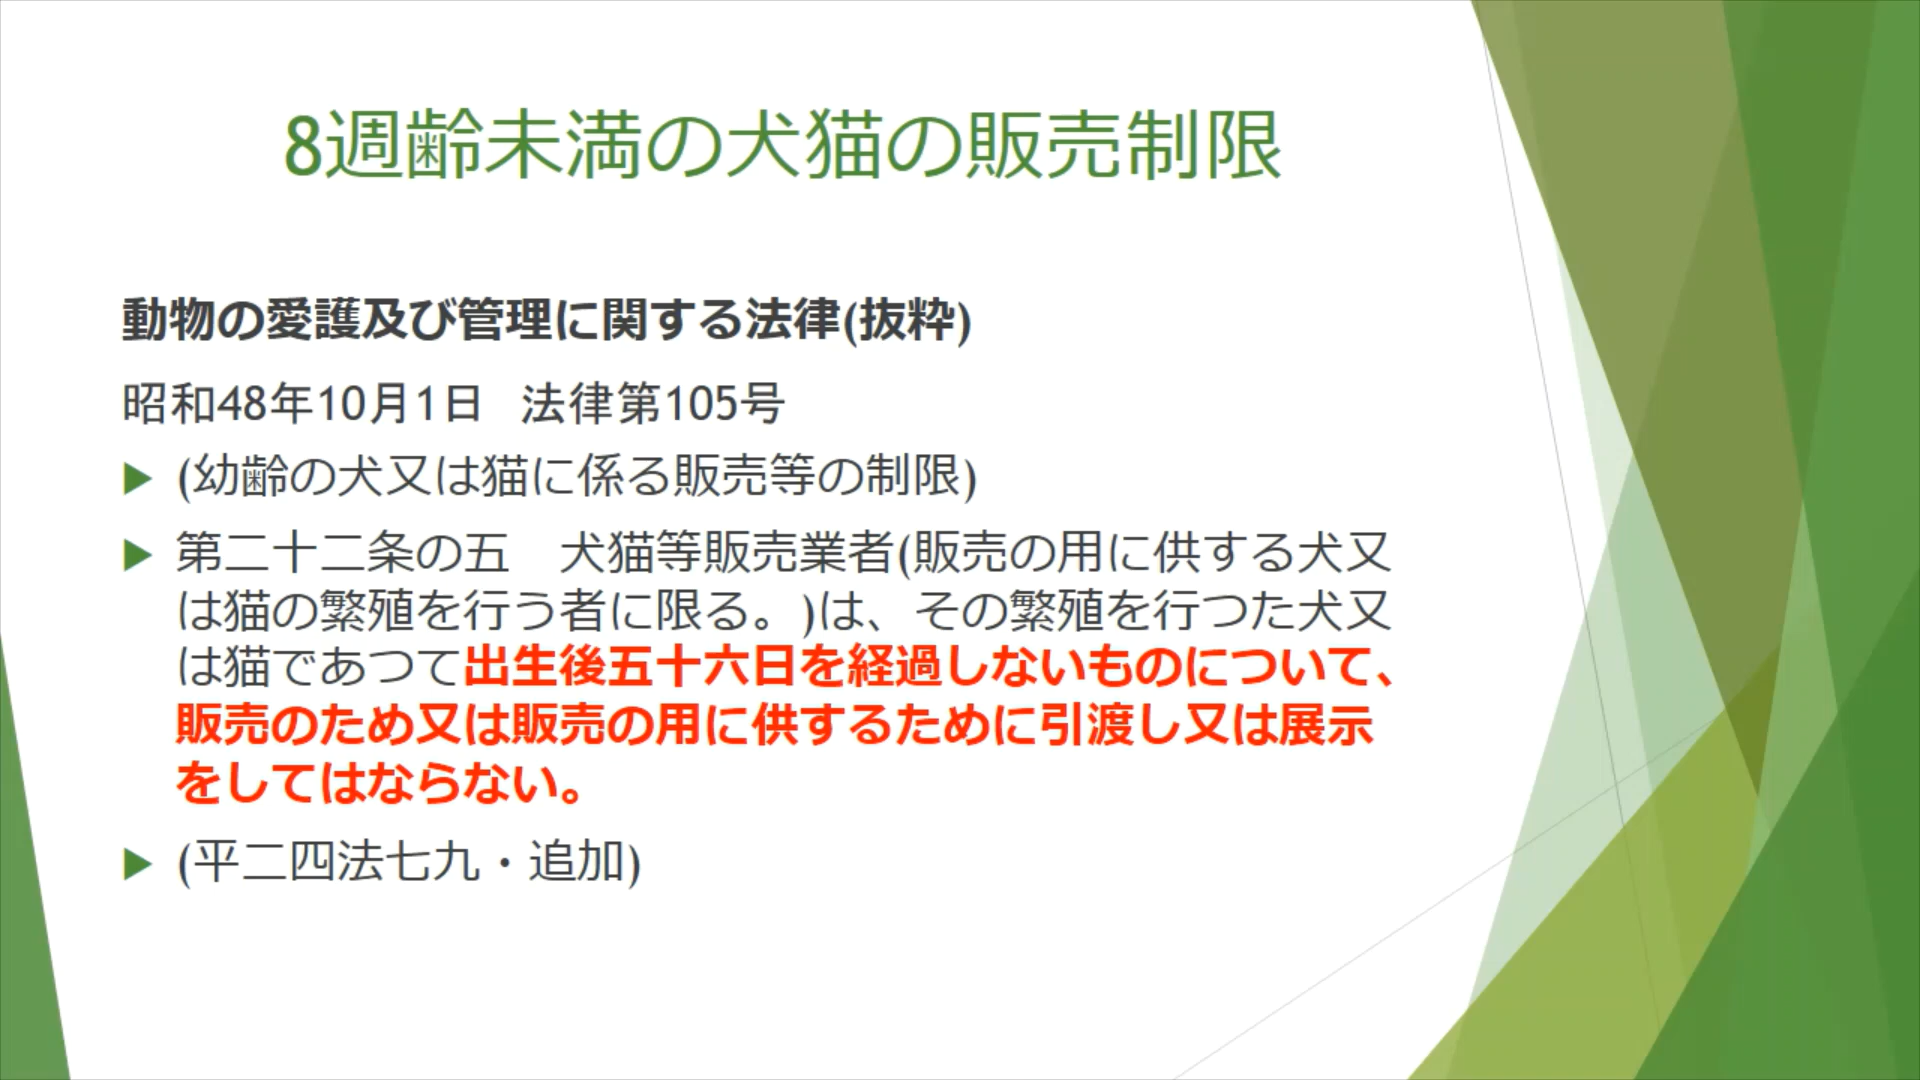 8週齢未満の犬猫の販売制限
動物の愛護及び管理に関する法律(抜粋)
昭和48年10月1日　法律第105号
(幼齢の犬又は猫に係る販売等の制限)
第二十二条の五　犬猫等販売業者(販売の用に供する犬又
は猫の繁殖を行う者に限る。)は、その繁殖を行つた犬又
は猫であつて出生後五十六日を経過しないものについて、
販売のため又は販売の用に供するために引渡し又は展示
をしてはならない。
(平二四法七九・追加)